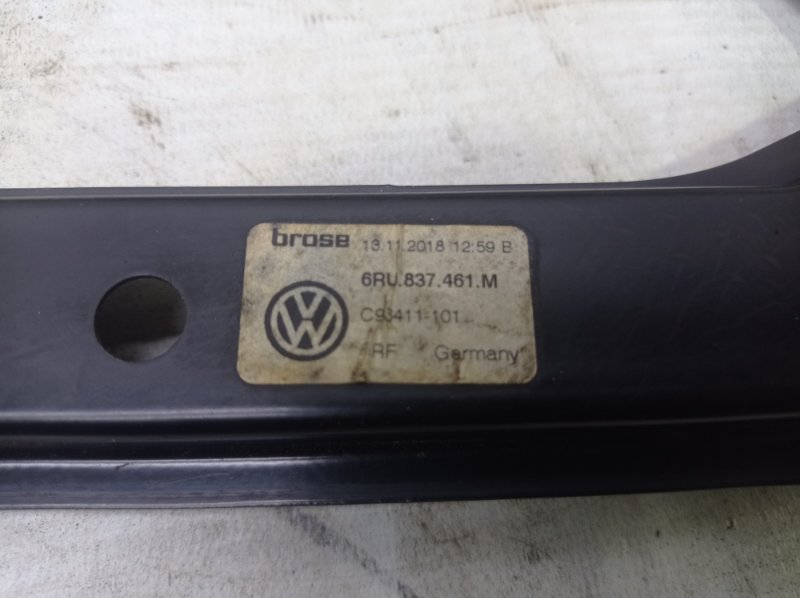 brose 13.11.2018 12:59 B
6RU.837.461.M
C93411-101
RF Germany